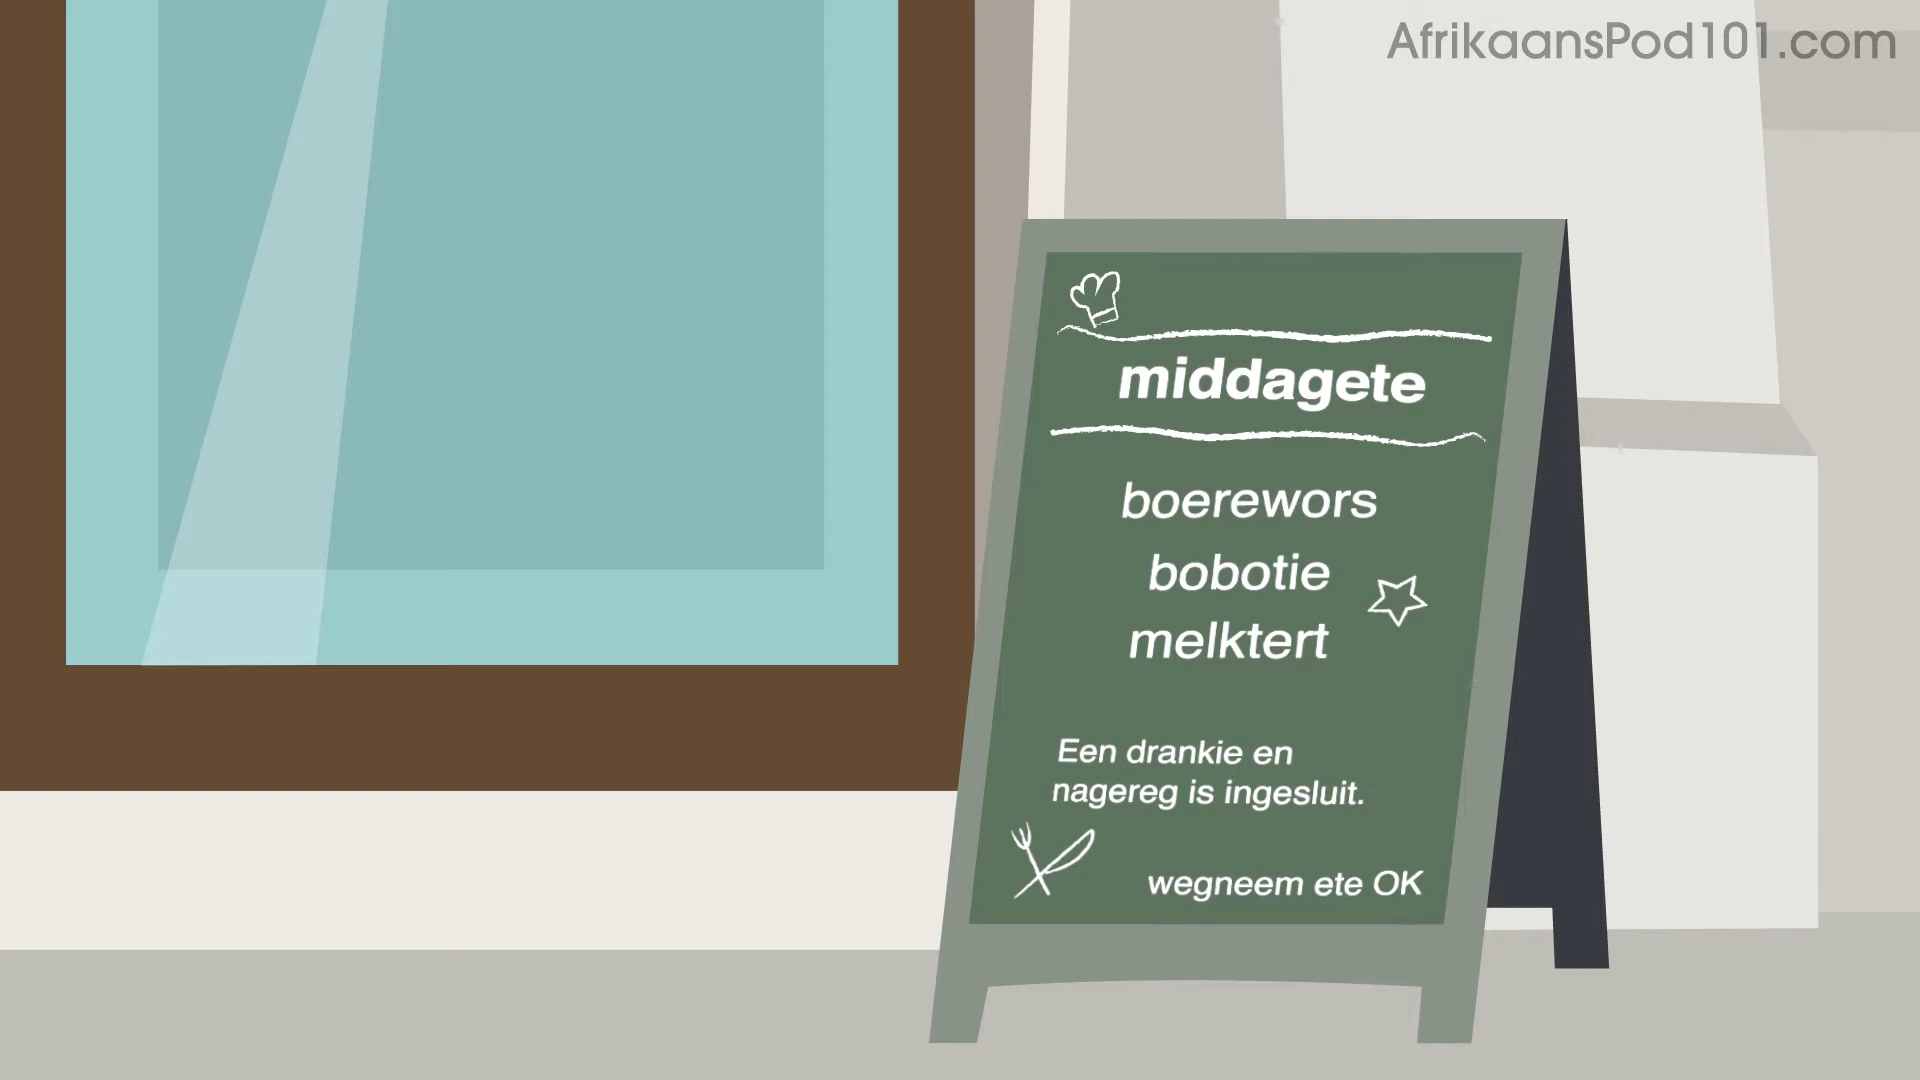 AfrikaansPod101.com
middagete
boerewors
bobotie
melktert
Een drankie en
nagereg is ingesluit.
wegneem ete OK